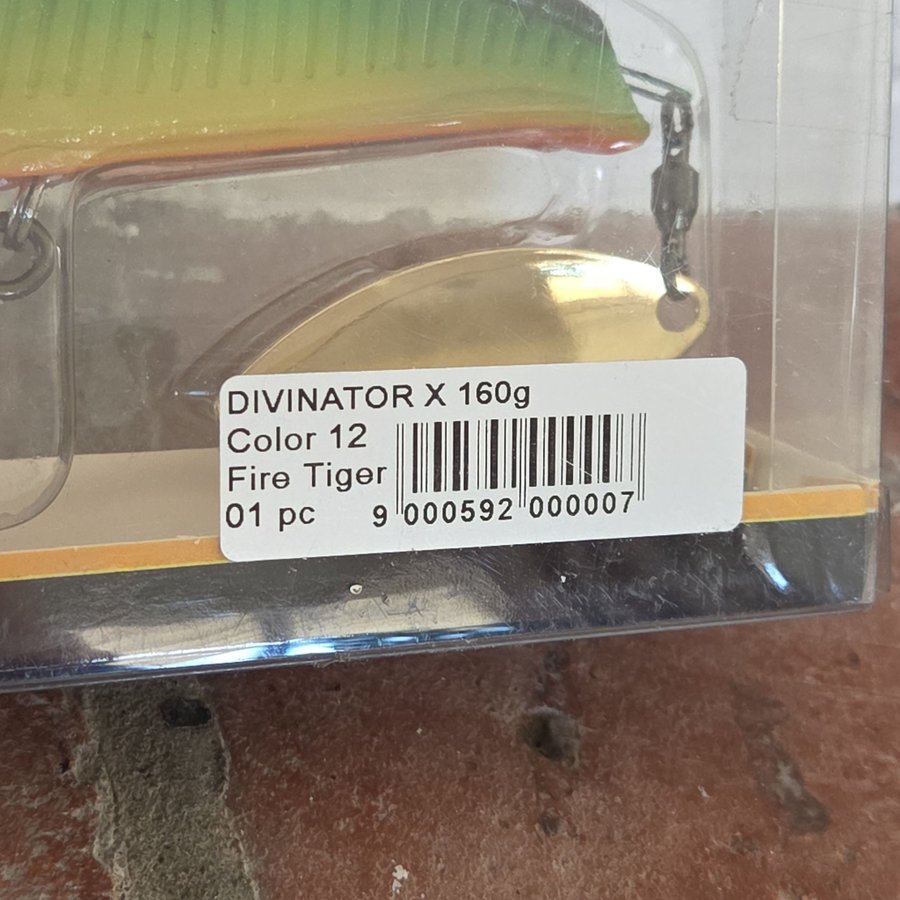 DIVINATOR X 160g
Color 12
Fire Tiger
01 pc
9 000592 000007